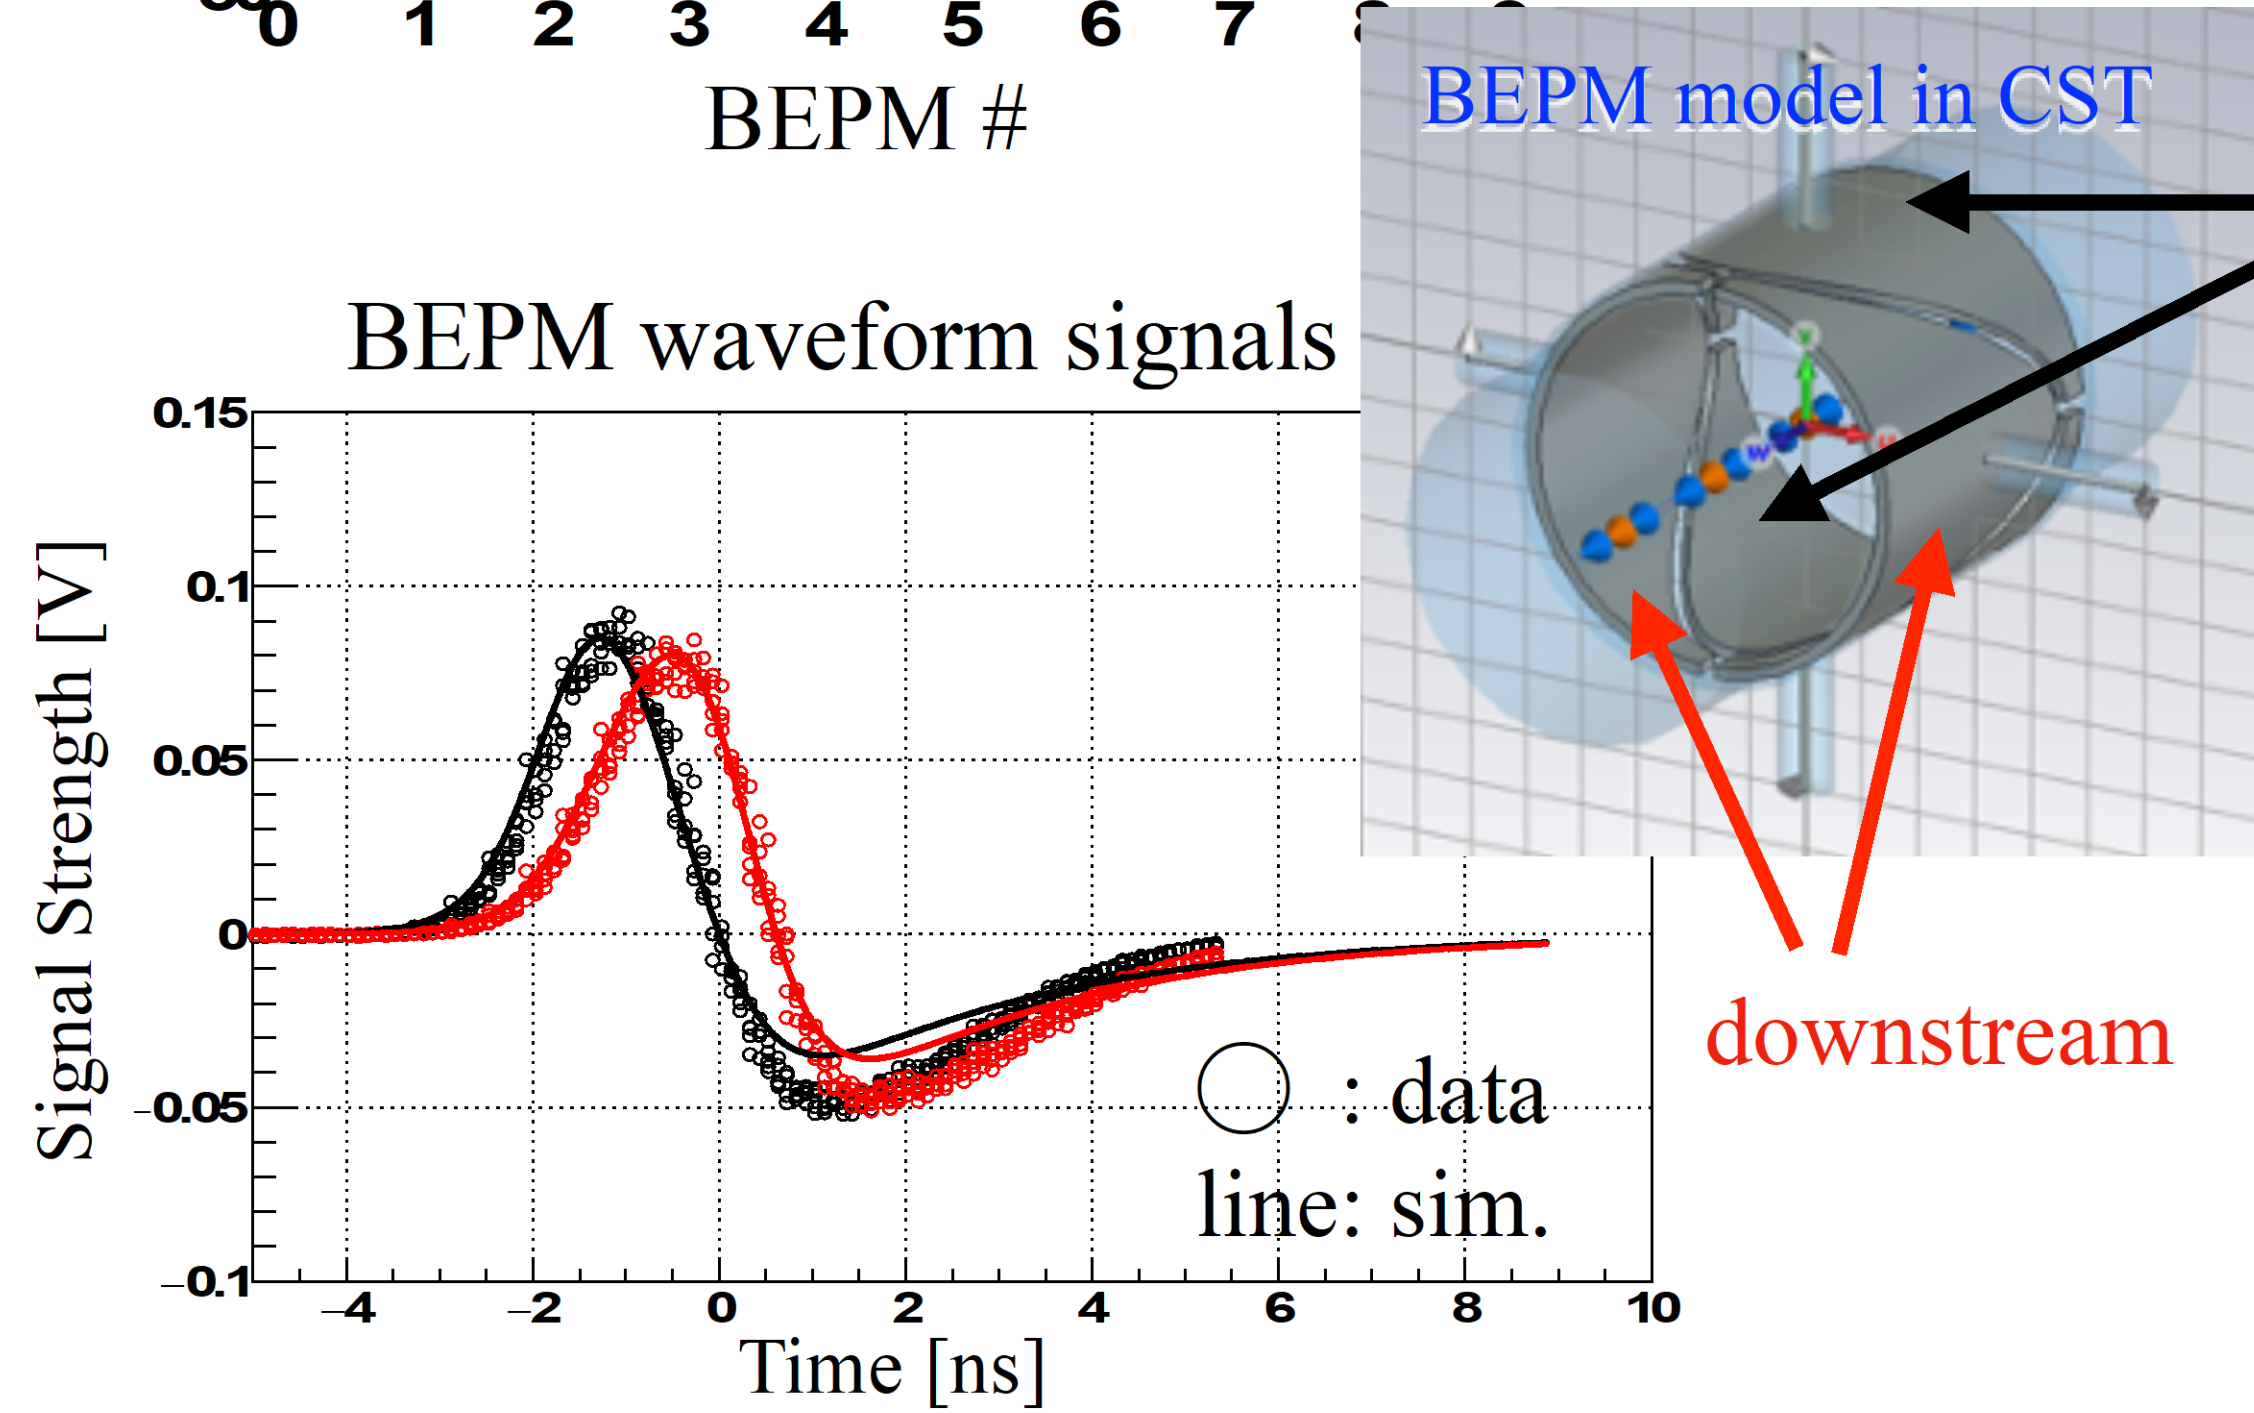 0 1 2 3 4 5 6 7
BEPM #
BEPM model in CST
BEPM waveform signals
Y
u
w
0.15
0.1
0.05
0
−0.05
−0.1
Signal Strength [V]
−4 −2 0 2 4 6 8 10
Time [ns]
: data
line: sim.
downstream